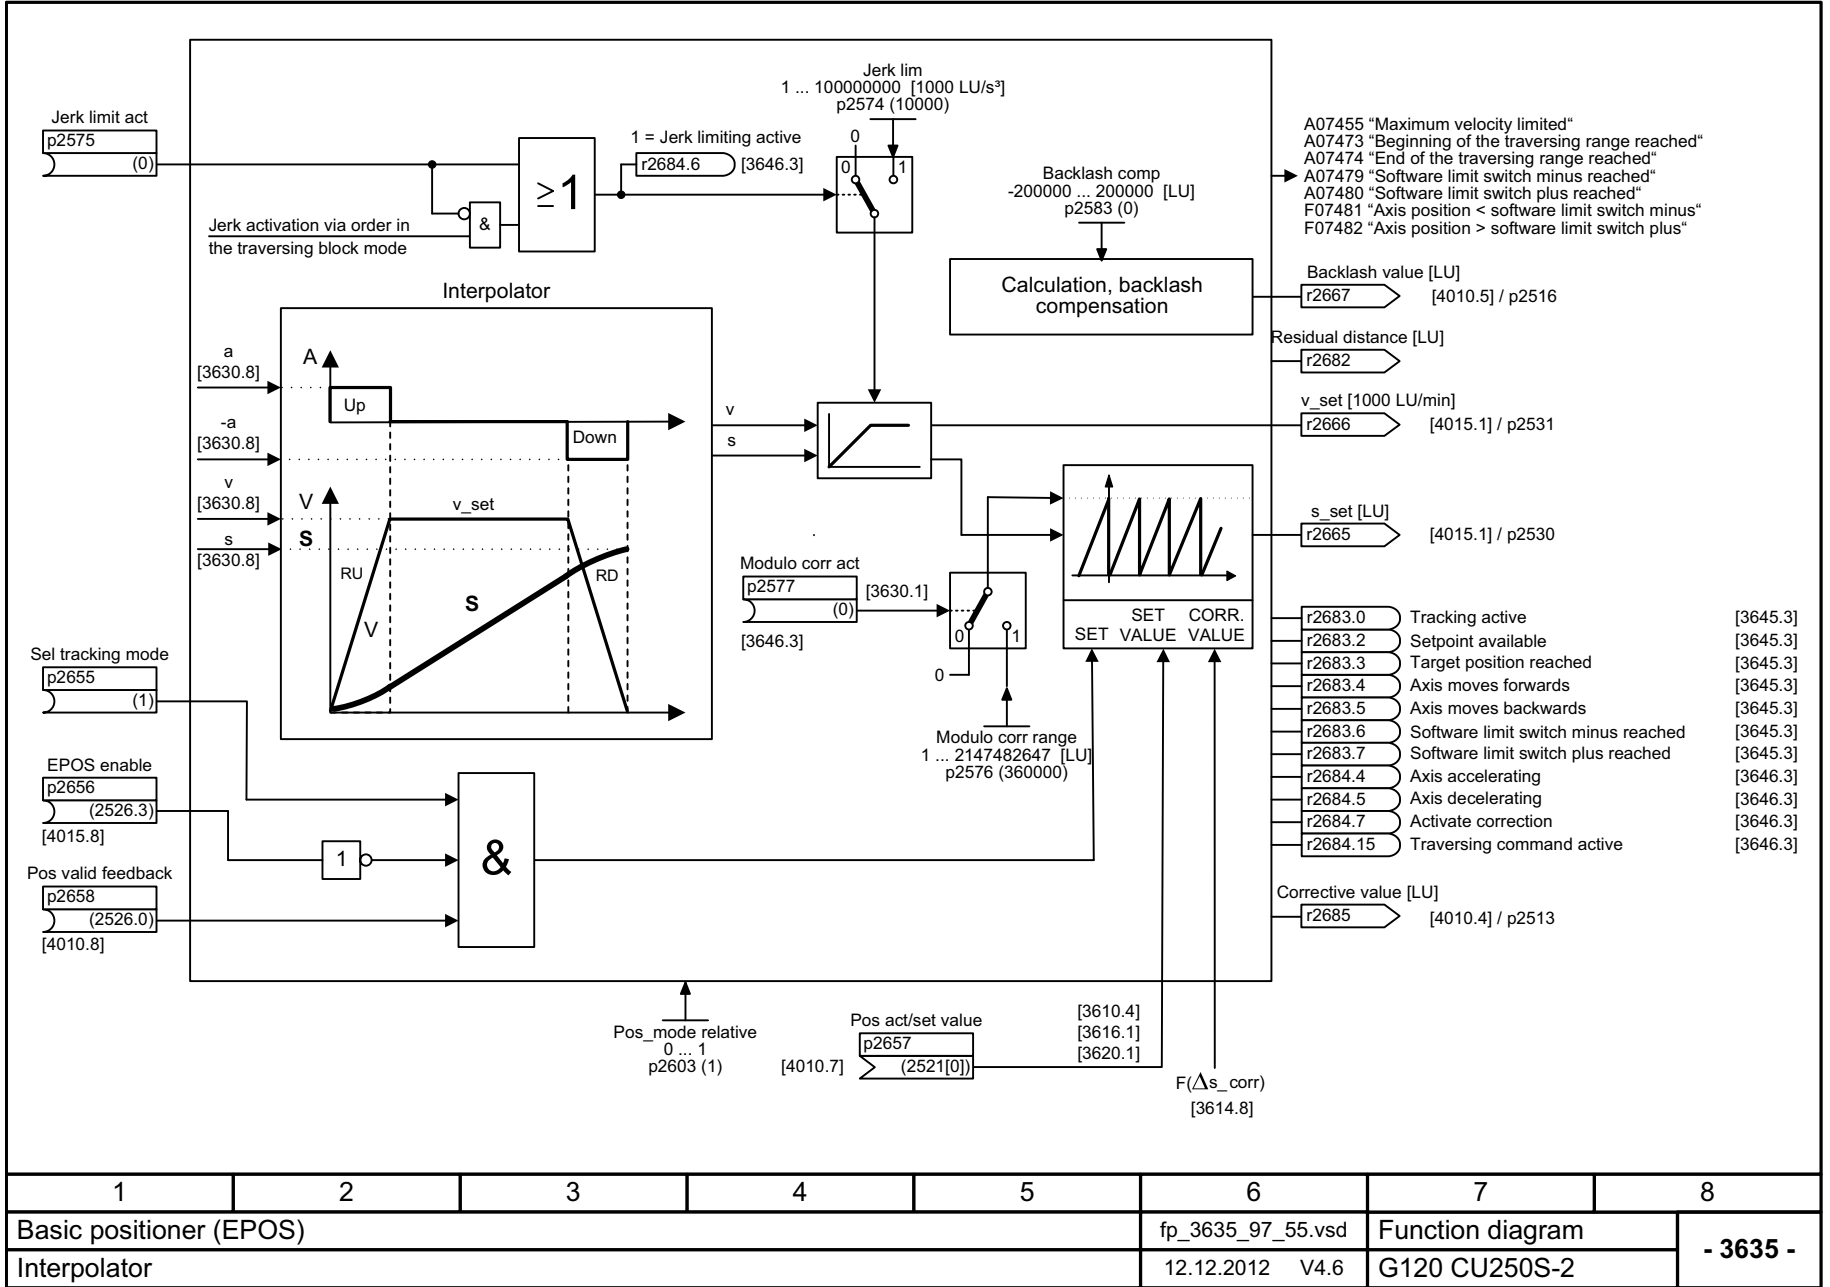 Jerk limit act
p2575
(0)
Jerk activation via order in
the traversing block mode
≥1
&
1 = Jerk limiting active
r2684.6
[3646.3]
Jerk lim
1 ... 100000000 [1000 LU/s³]
p2574 (10000)
0
0
1
Backlash comp
-200000 ... 200000 [LU]
p2583 (0)
Calculation, backlash
compensation
A07455 “Maximum velocity limited“
A07473 “Beginning of the traversing range reached“
A07474 “End of the traversing range reached“
A07479 “Software limit switch minus reached“
A07480 “Software limit switch plus reached“
F07481 “Axis position < software limit switch minus“
F07482 “Axis position > software limit switch plus“
Backlash value [LU]
r2667
[4010.5] / p2516
Residual distance [LU]
r2682
v_set [1000 LU/min]
r2666
[4015.1] / p2531
s_set [LU]
r2665
[4015.1] / p2530
Interpolator
a
[3630.8]
-a
[3630.8]
v
[3630.8]
s
[3630.8]
A
Up
Down
V
S
v_set
RU
V
S
RD
v
s
Modulo corr act
p2577
(0)
[3630.1]
[3646.3]
0
1
0
Modulo corr range
1 ... 2147482647 [LU]
p2576 (360000)
SET
SET
VALUE
CORR.
VALUE
r2683.0 Tracking active [3645.3]
r2683.2 Setpoint available [3645.3]
r2683.3 Target position reached [3645.3]
r2683.4 Axis moves forwards [3645.3]
r2683.5 Axis moves backwards [3645.3]
r2683.6 Software limit switch minus reached [3645.3]
r2683.7 Software limit switch plus reached [3645.3]
r2684.4 Axis accelerating [3646.3]
r2684.5 Axis decelerating [3646.3]
r2684.7 Activate correction [3646.3]
r2684.15 Traversing command active [3646.3]
Corrective value [LU]
r2685
[4010.4] / p2513
Sel tracking mode
p2655
(1)
EPOS enable
p2656
(2526.3)
[4015.8]
Pos valid feedback
p2658
(2526.0)
[4010.8]
1
&
Pos_mode relative
0 ... 1
p2603 (1)
Pos act/set value
p2657
(2521[0])
[4010.7]
[3610.4]
[3616.1]
[3620.1]
F(Δs_corr)
[3614.8]
1 2 3 4 5 6 7 8
Basic positioner (EPOS)
fp_3635_97_55.vsd
Function diagram
- 3635 -
Interpolator
12.12.2012 V4.6
G120 CU250S-2